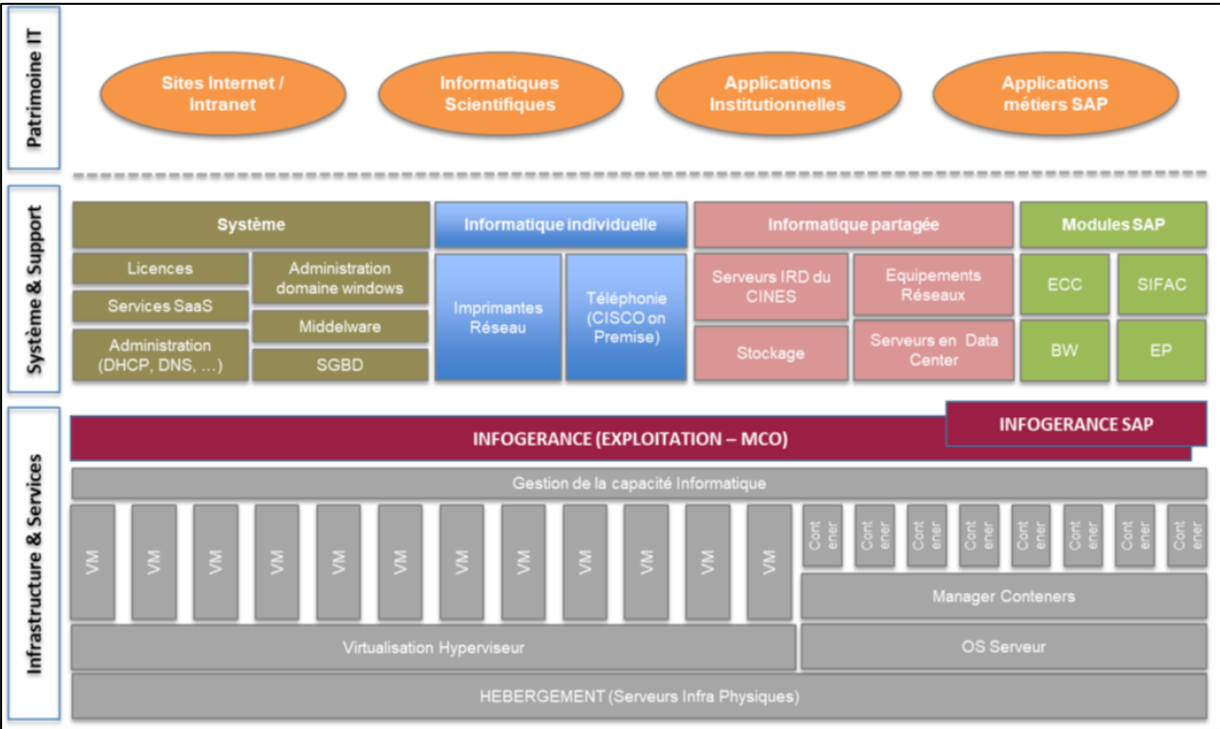 Patrimoine IT
Sites Internet /
Intranet
Informatiques
Scientifiques
Applications
Institutionnelles
Applications
métiers SAP
Système & Support
Système
Licences
Services SaaS
Administration
(DHCP, DNS, ...)
Administration
domaine windows
Middelware
SGBD
Informatique individuelle
Imprimantes
Réseau
Téléphonie
(CISCO on
Premise)
Informatique partagée
Serveurs IRD du
CINES
Stockage
Equipements
Réseaux
Serveurs en Data
Center
Modules SAP
ECC
SIFAC
BW
EP
Infrastructure & Services
INFOGERANCE (EXPLOITATION – MCO)
INFOGERANCE SAP
Gestion de la capacité Informatique
VM
VM
VM
VM
VM
VM
VM
VM
VM
VM
VM
VM
Cont
ener
Cont
ener
Cont
ener
Cont
ener
Cont
ener
Cont
ener
Cont
ener
Cont
ener
Manager Conteners
Virtualisation Hyperviseur
OS Serveur
HEBERGEMENT (Serveurs Infra Physiques)